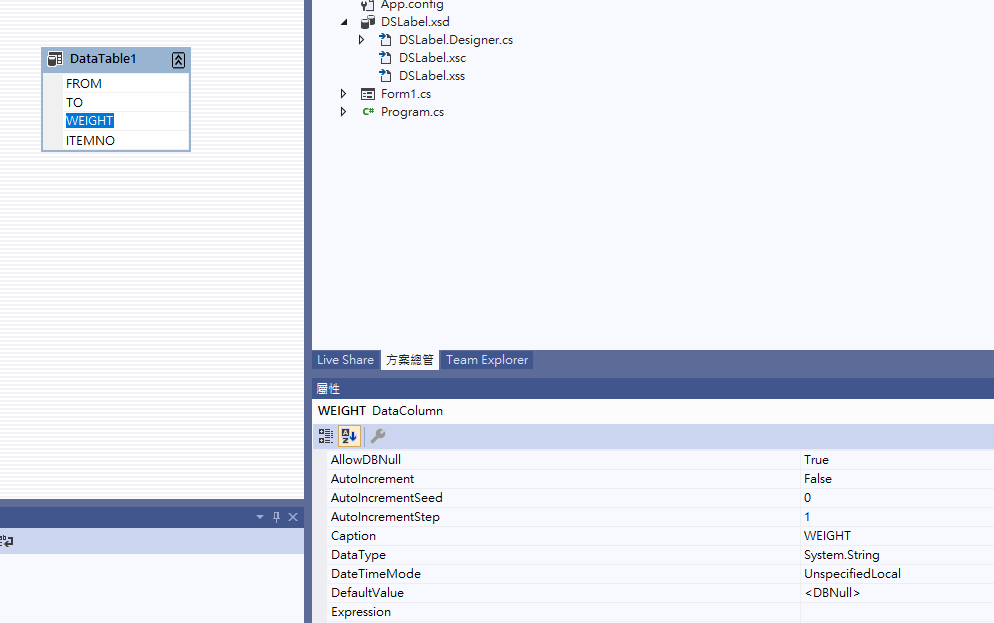 DataTable1
FROM
TO
WEIGHT
ITEMNO
App.config
DSLabel.xsd
DSLabel.Designer.cs
DSLabel.xsc
DSLabel.xss
Form1.cs
C# Program.cs
Live Share 方案總管 Team Explorer
屬性
WEIGHT DataColumn
AllowDBNull True
AutoIncrement False
AutoIncrementSeed 0
AutoIncrementStep 1
Caption WEIGHT
DataType System.String
DateTimeMode UnspecifiedLocal
DefaultValue <DBNull>
Expression